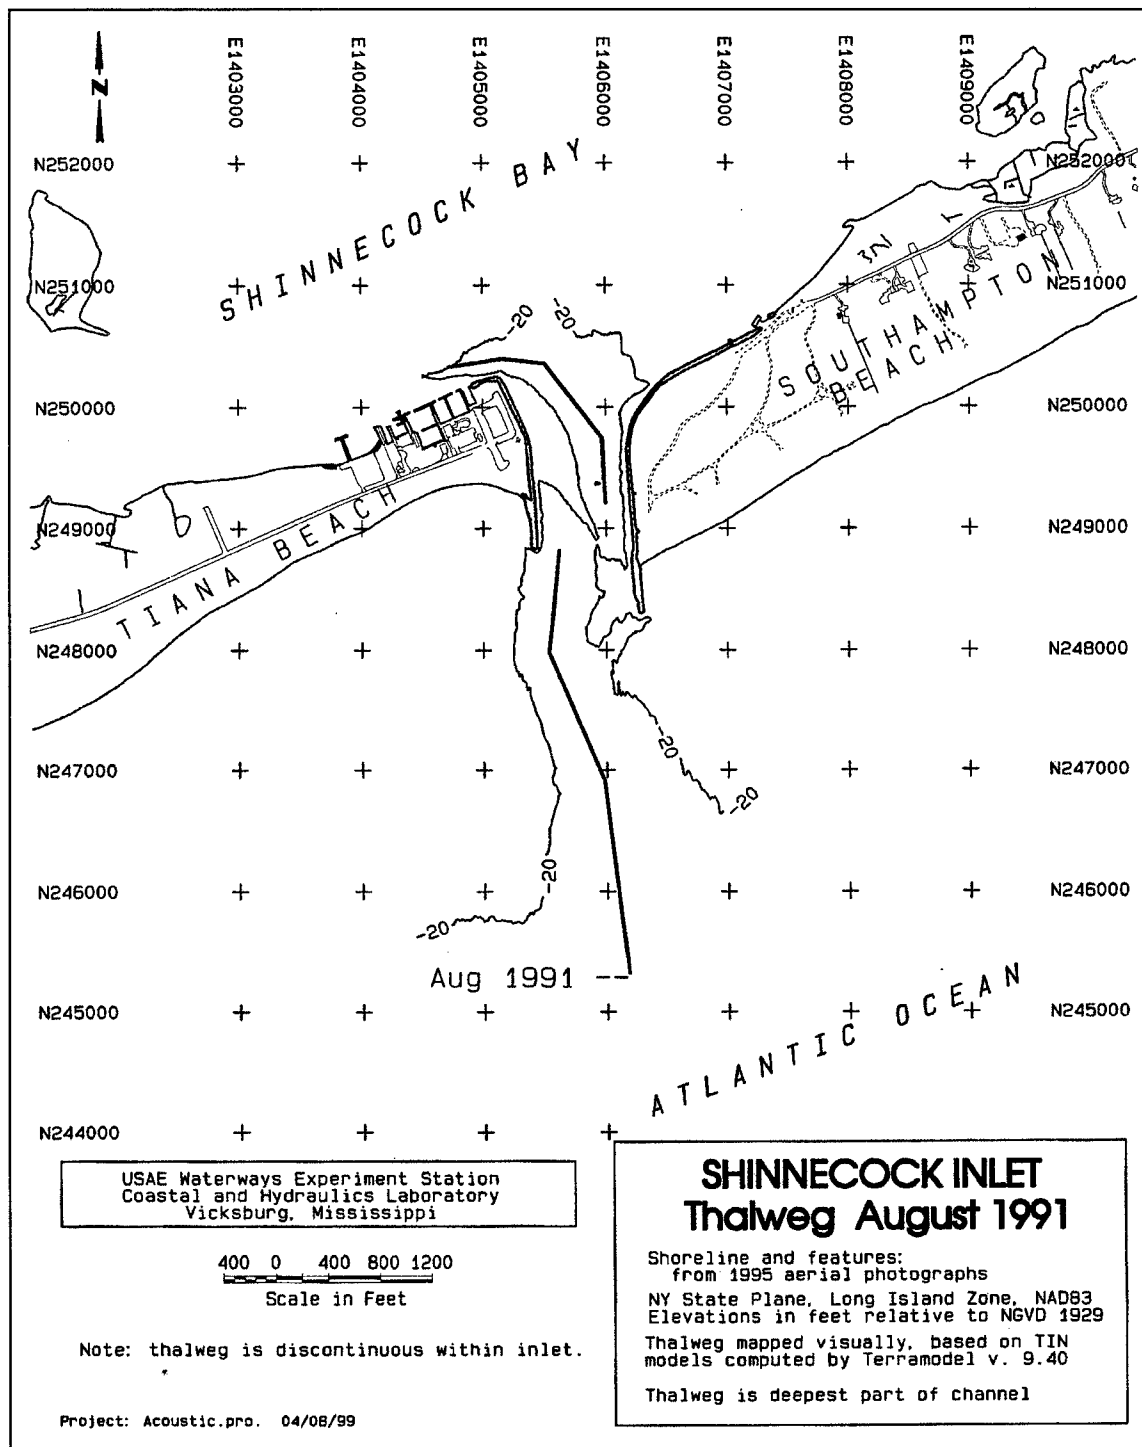 N
E1403000
E1404000
E1405000
E1406000
E1407000
E1408000
E1409000
N252000
N252000
SHINNECOCK BAY
N251000
N251000
-20
-20
SOUTHAMPTON
BEACH
N250000
N250000
N249000
N249000
TIANA BEACH
N248000
N248000
-20
N247000
N247000
-20
N246000
-20
N246000
-20
Aug 1991
N245000
N245000
ATLANTIC OCEAN
N244000
USAE Waterways Experiment Station
Coastal and Hydraulics Laboratory
Vicksburg, Mississippi
400 0 400 800 1200
Scale in Feet
Note: thalweg is discontinuous within inlet.
Project: Acoustic.pro. 04/08/99
SHINNECOCK INLET
Thalweg August 1991
Shoreline and features:
from 1995 aerial photographs
NY State Plane, Long Island Zone, NAD83
Elevations in feet relative to NGVD 1929
Thalweg mapped visually, based on TIN
models computed by Terramodel v. 9.40
Thalweg is deepest part of channel